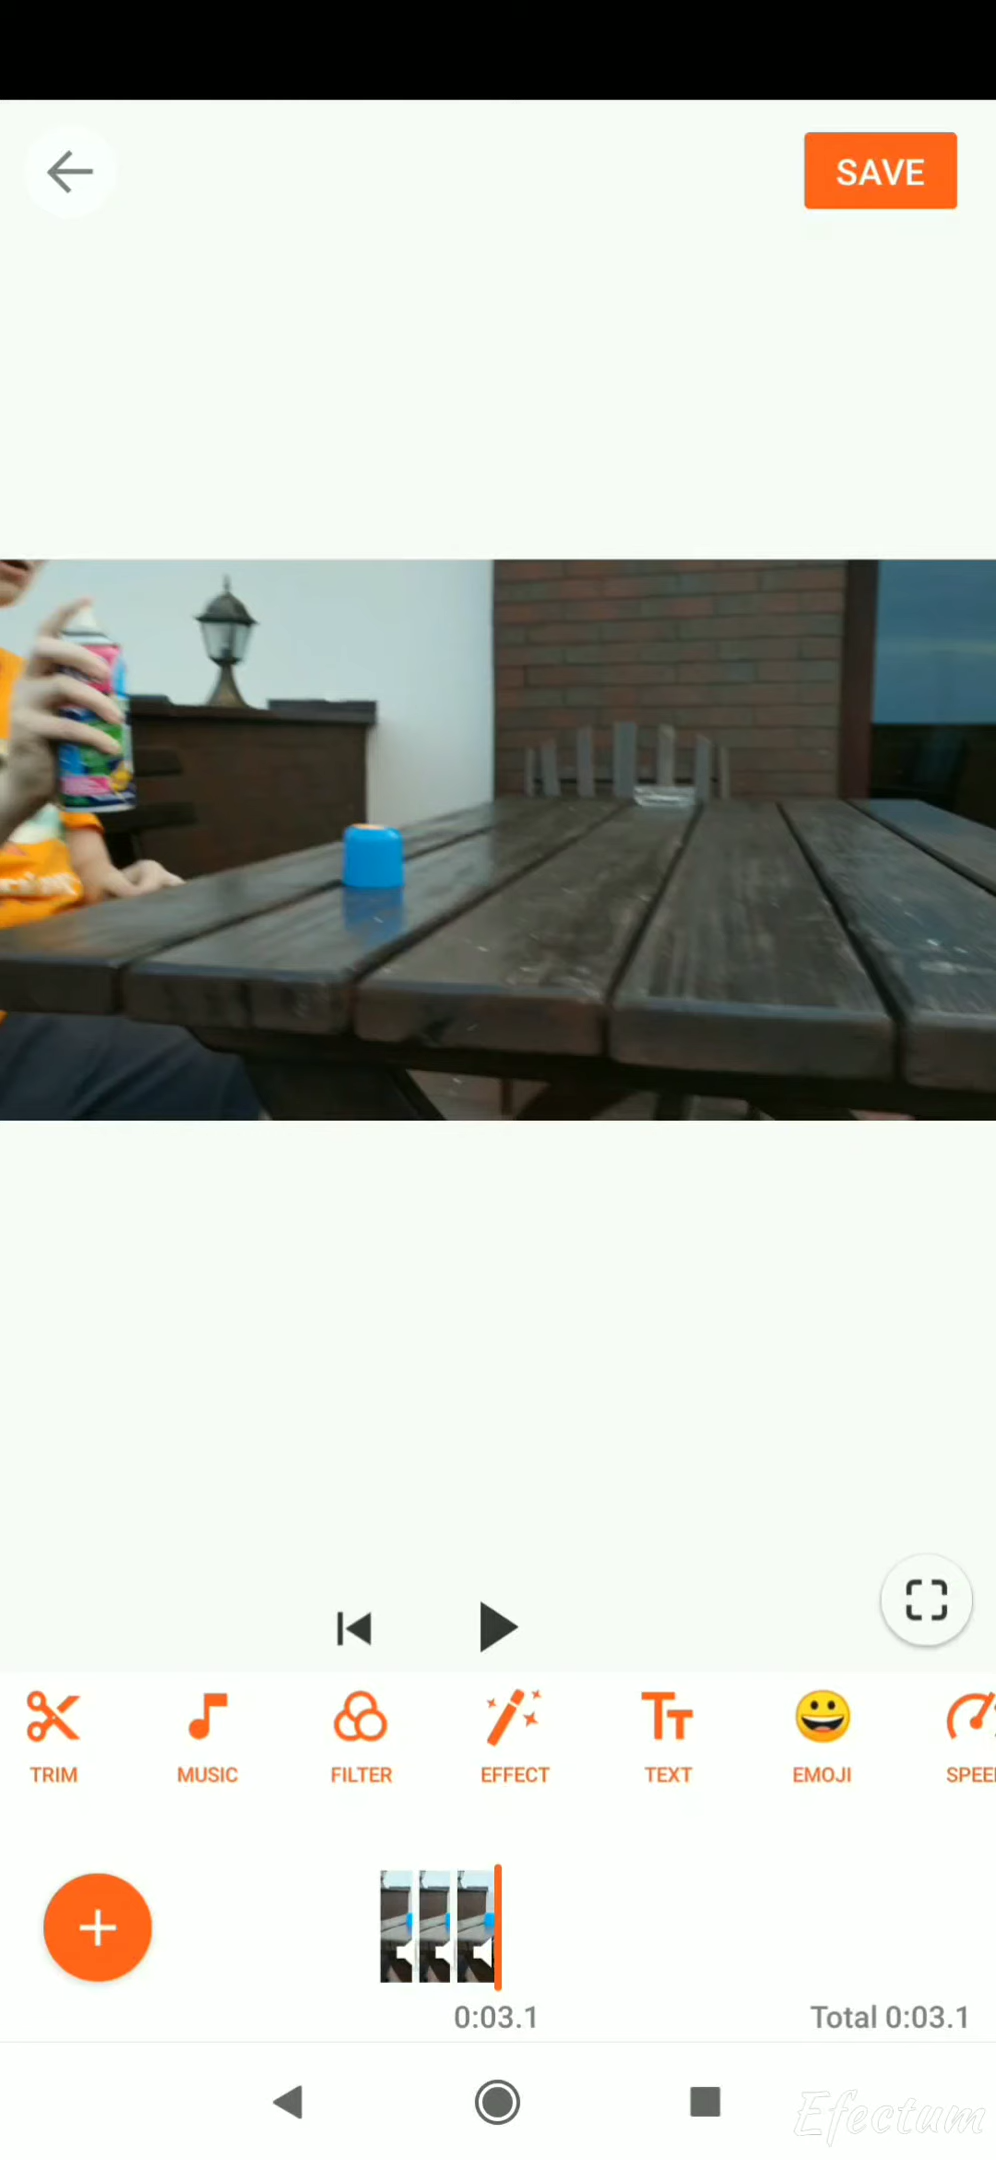 SAVE
TRIM
MUSIC
FILTER
EFFECT
TEXT
EMOJI
SPEE
0:03.1
Total 0:03.1
Efectum